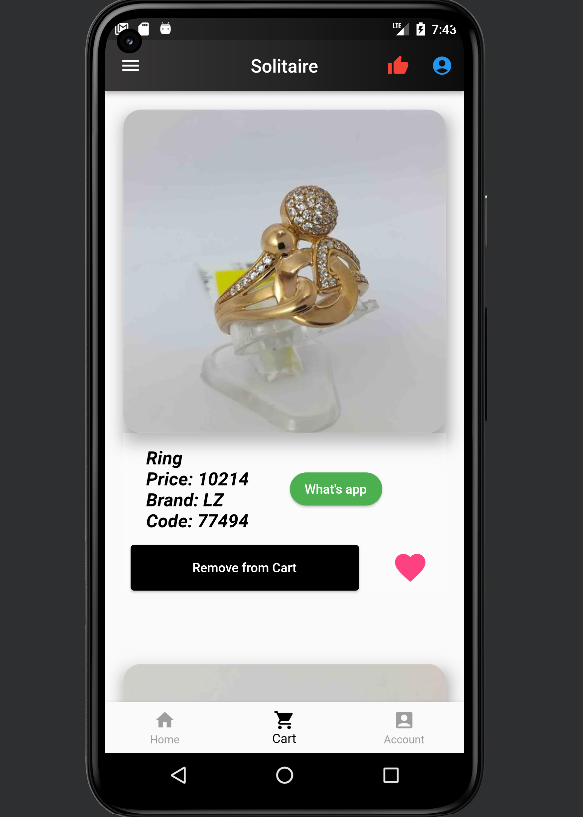 LTE 7:43
Solitaire
Ring
Price: 10214
What's app
Brand: LZ
Code: 77494
Remove from Cart
Home
Cart
Account